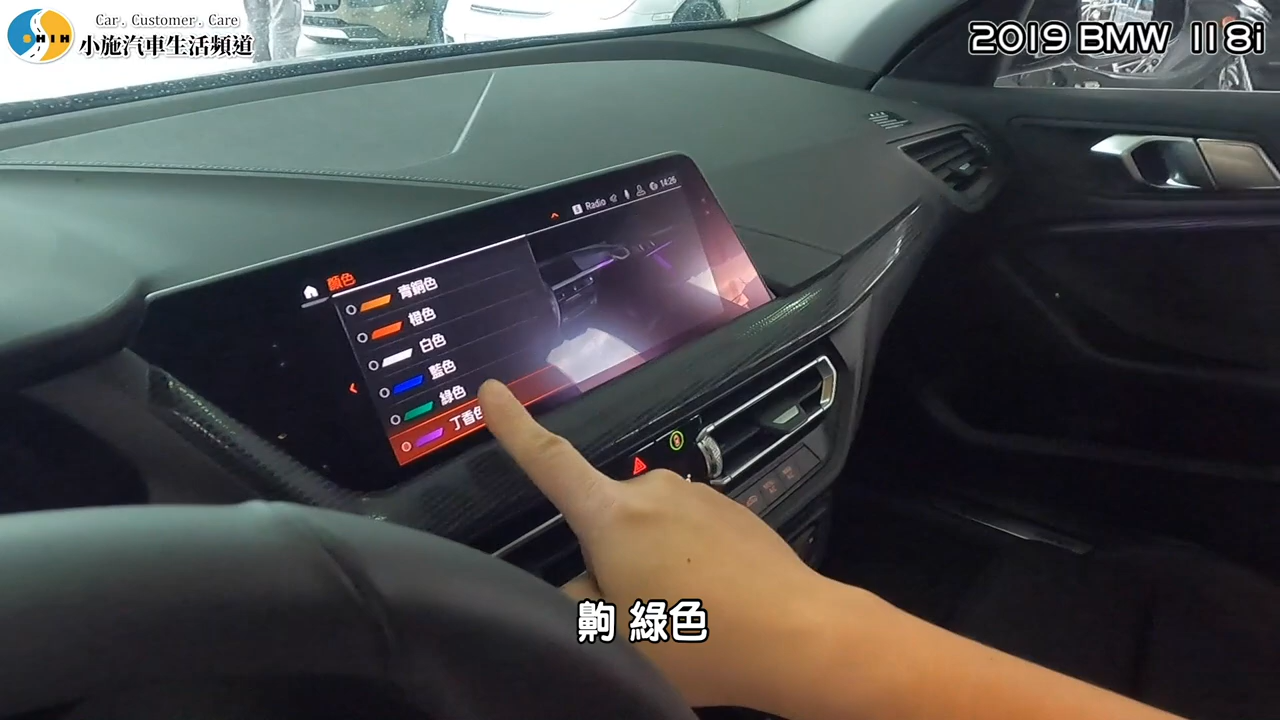 Car. Customer. Care
SHIH
小施汽車生活頻道
2019 BMW 118i
Radio
14:26
顏色
青銅色
橙色
白色
藍色
綠色
丁香色
齁 綠色